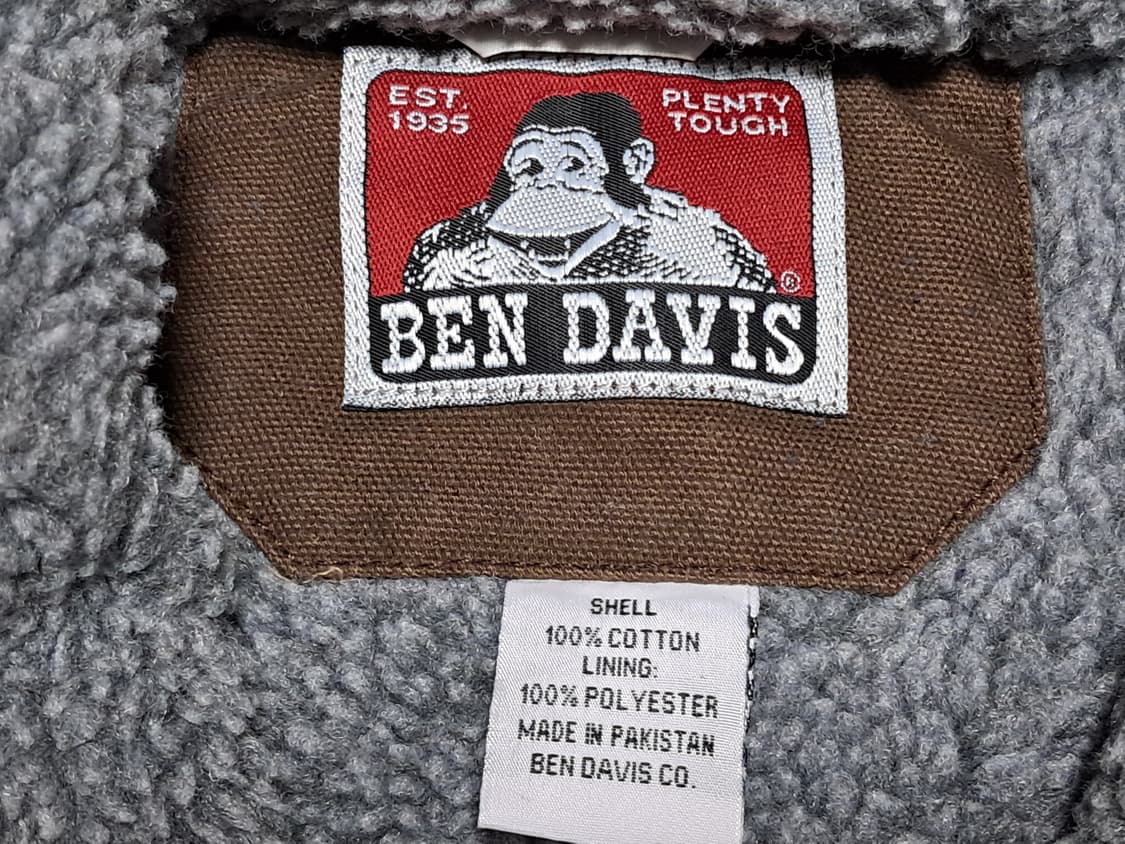 EST. 1935
PLENTY TOUGH
®
BEN DAVIS
SHELL
100% COTTON
LINING:
100% POLYESTER
MADE IN PAKISTAN
BEN DAVIS CO.